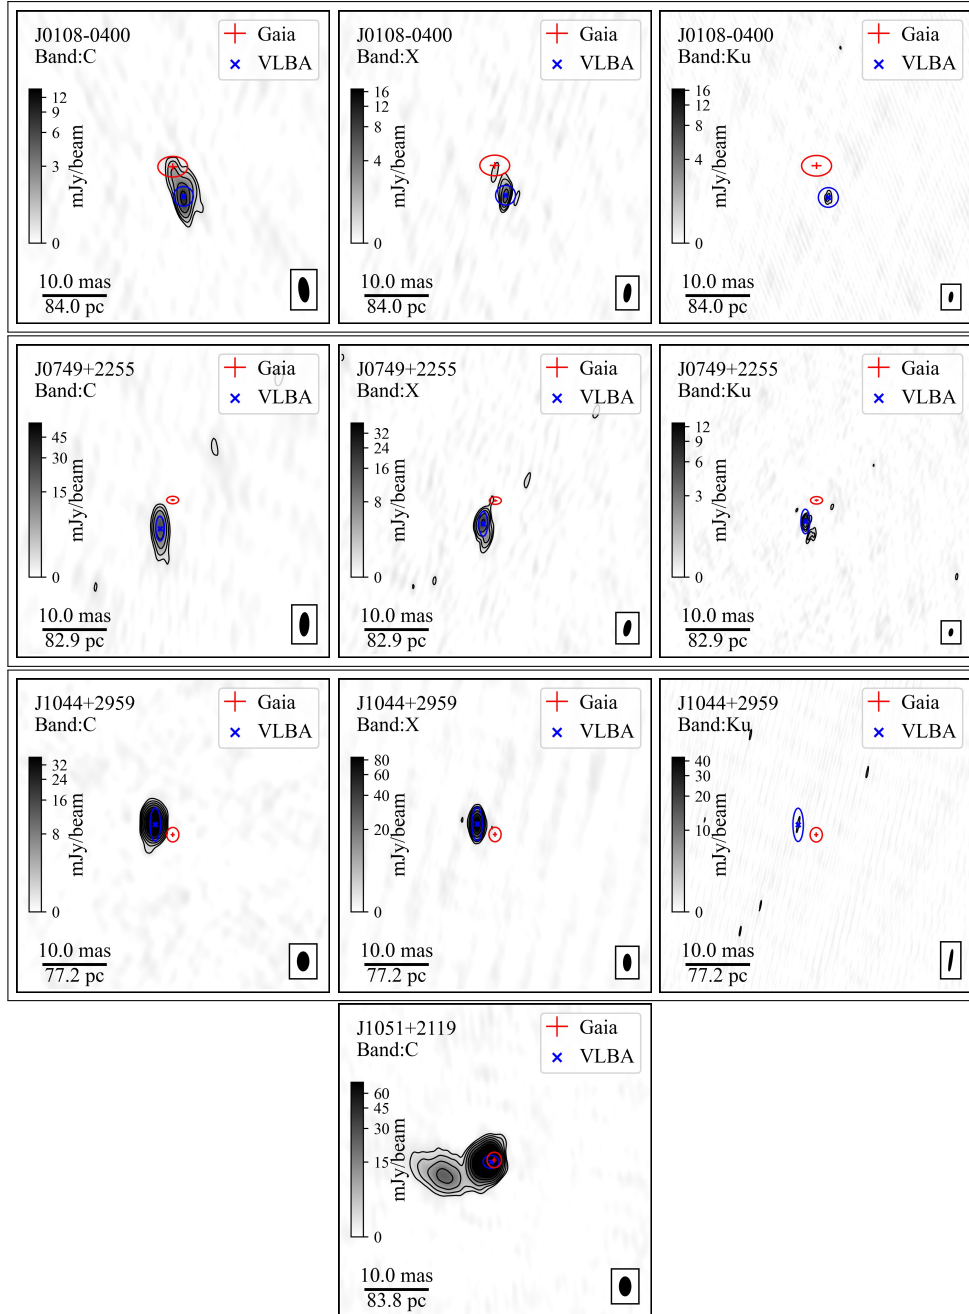 J0108-0400
Band:C
Gaia
VLBA
12
9
6
3
0
mJy/beam
10.0 mas
84.0 pc
J0108-0400
Band:X
Gaia
VLBA
16
12
8
4
0
mJy/beam
10.0 mas
84.0 pc
J0108-0400
Band:Ku
Gaia
VLBA
16
12
8
4
0
mJy/beam
10.0 mas
84.0 pc
J0749+2255
Band:C
Gaia
VLBA
45
30
15
0
mJy/beam
10.0 mas
82.9 pc
J0749+2255
Band:X
Gaia
VLBA
32
24
16
8
0
mJy/beam
10.0 mas
82.9 pc
J0749+2255
Band:Ku
Gaia
VLBA
12
9
6
3
0
mJy/beam
10.0 mas
82.9 pc
J1044+2959
Band:C
Gaia
VLBA
32
24
16
8
0
mJy/beam
10.0 mas
77.2 pc
J1044+2959
Band:X
Gaia
VLBA
80
60
40
20
0
mJy/beam
10.0 mas
77.2 pc
J1044+2959
Band:Ku
Gaia
VLBA
40
30
20
10
0
mJy/beam
10.0 mas
77.2 pc
J1051+2119
Band:C
Gaia
VLBA
60
45
30
15
0
mJy/beam
10.0 mas
83.8 pc